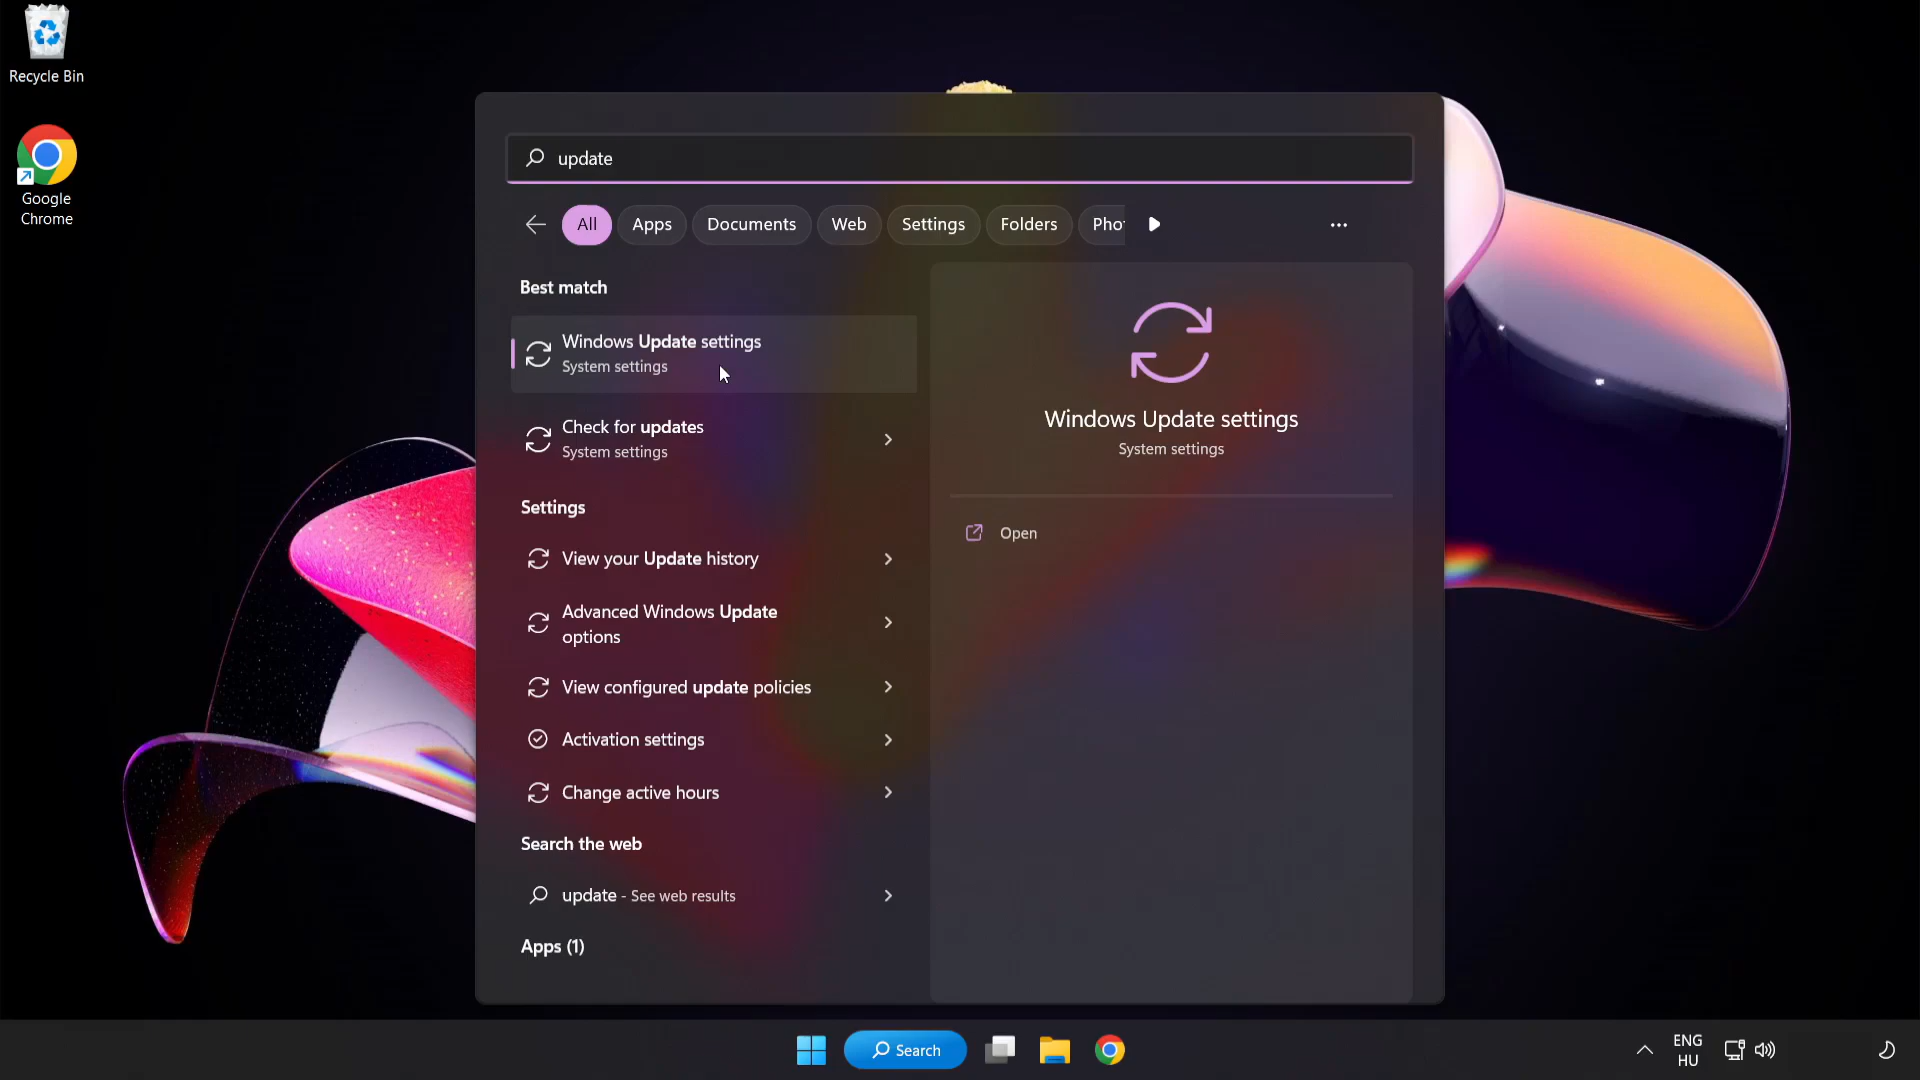 Recycle Bin
Google
Chrome
update
All
Apps
Documents
Web
Settings
Folders
Pho
Best match
Windows Update settings
System settings
Check for updates
System settings
Settings
View your Update history
Advanced Windows Update
options
View configured update policies
Activation settings
Change active hours
Search the web
update - See web results
Apps (1)
Windows Update settings
System settings
Open
Search
ENG
HU